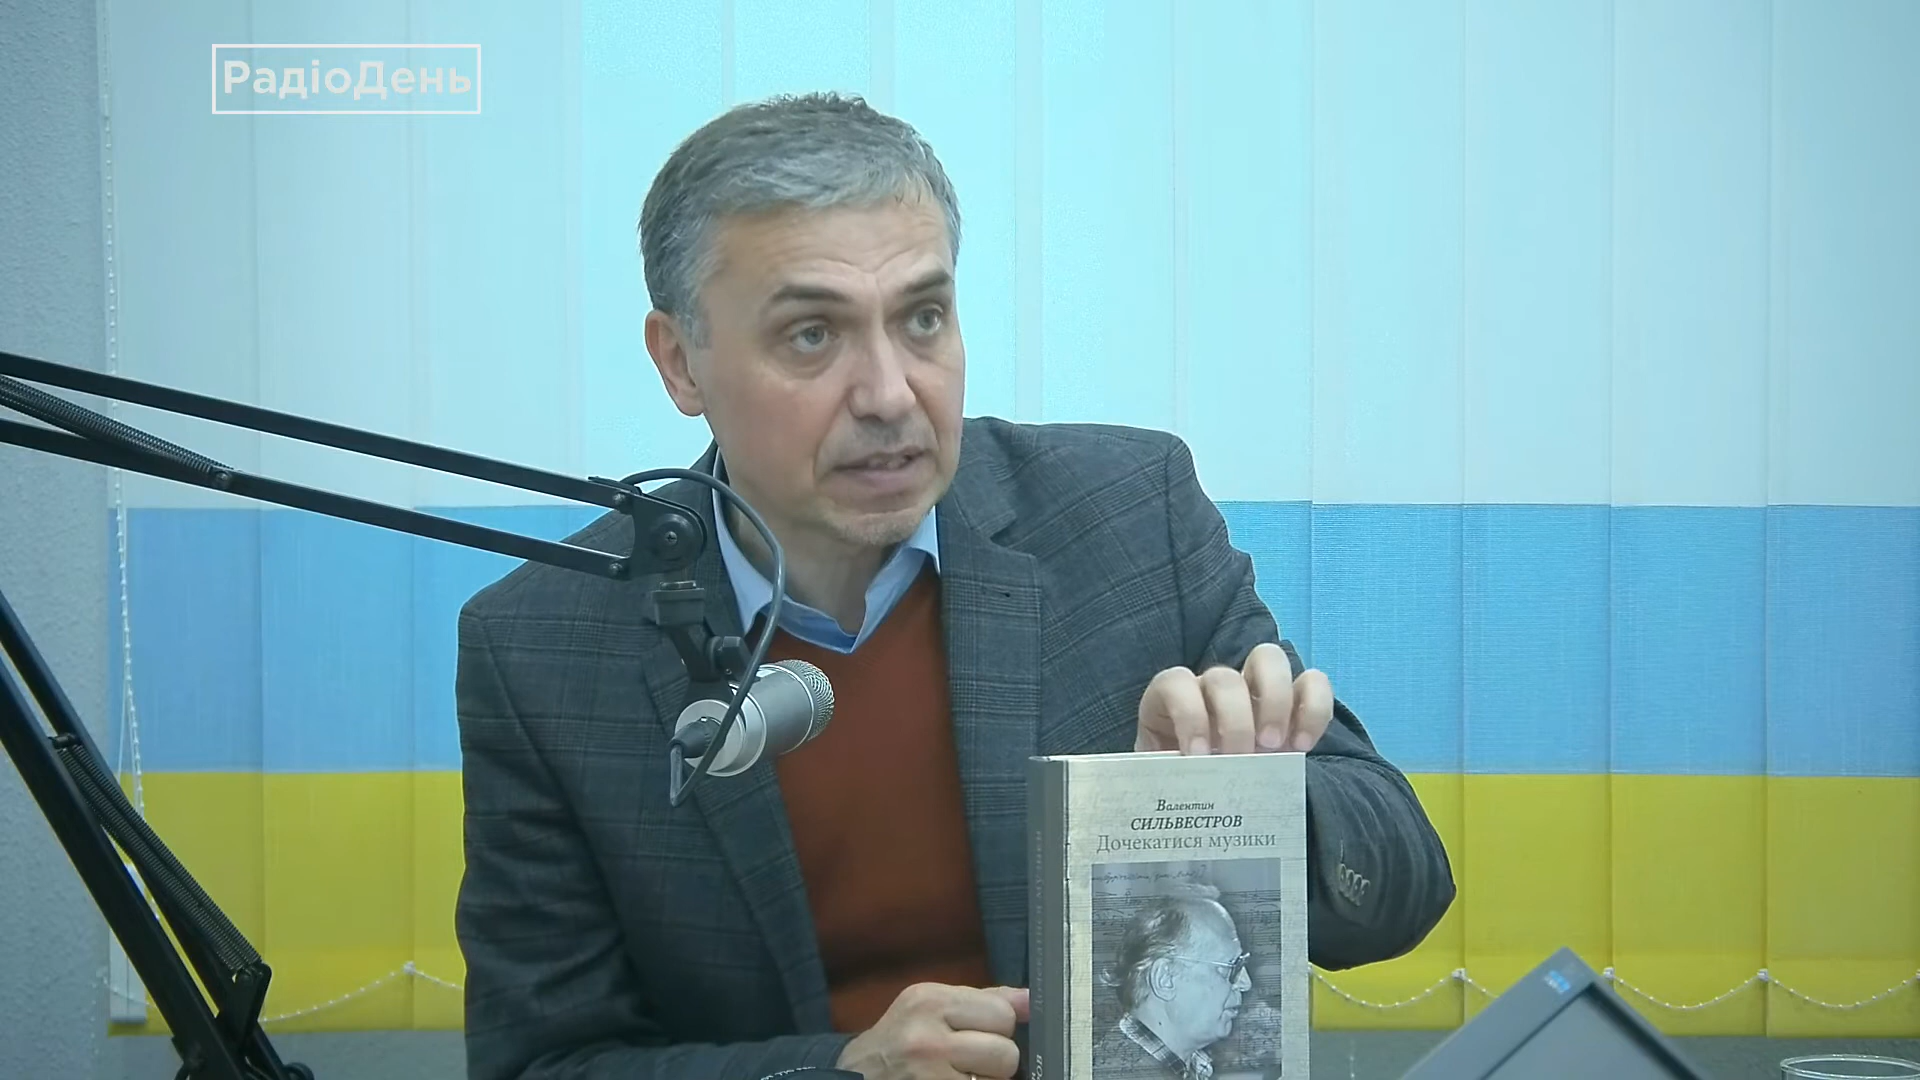 РадіоДень
Валентин
СИЛЬВЕСТРОВ
Дочекатися музики